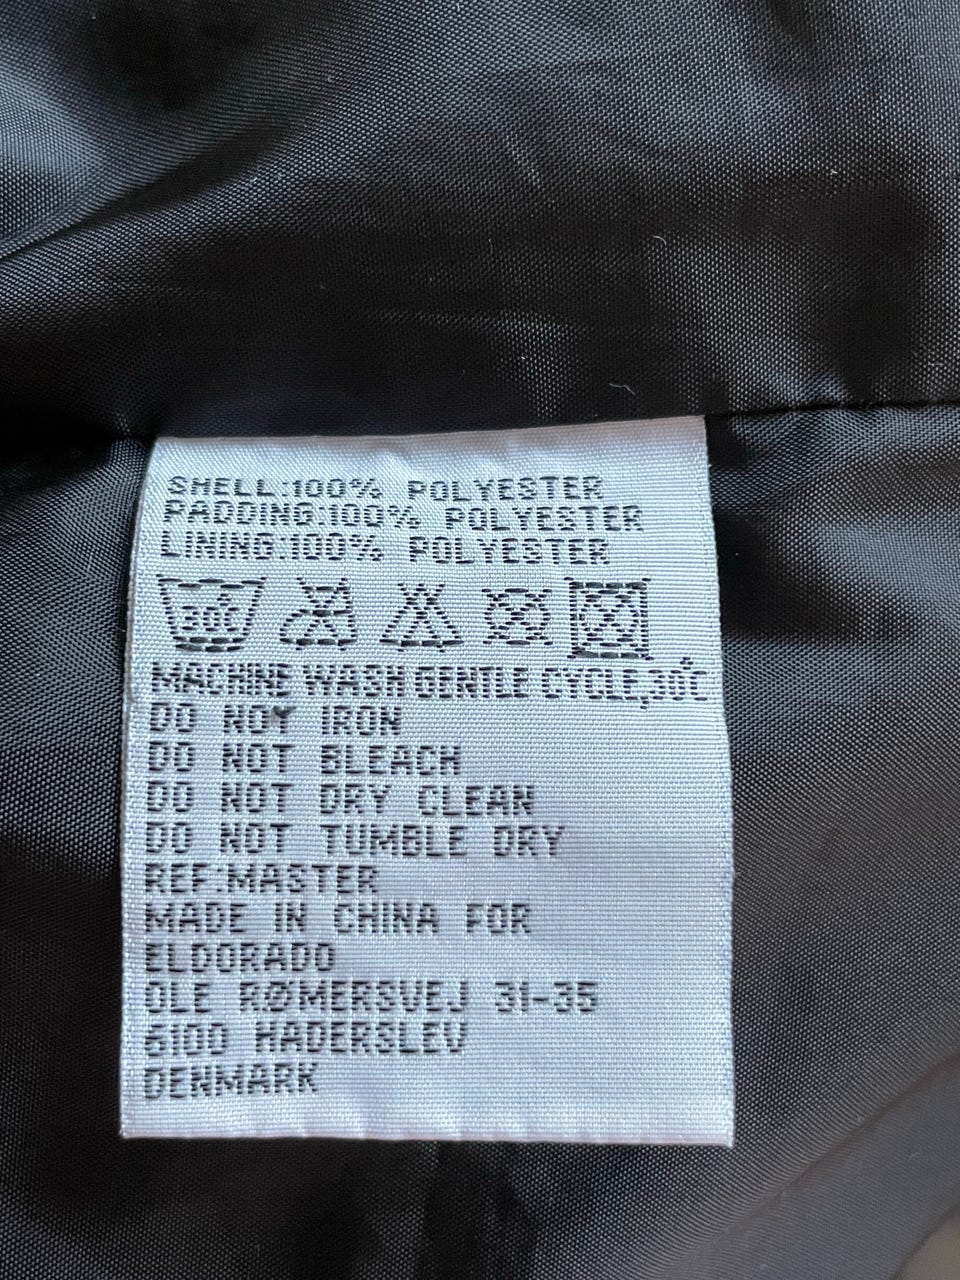 SHELL:100% POLYESTER
PADDING:100% POLYESTER
LINING:100% POLYESTER
30℃
MACHINE WASH GENTLE CYCLE,30℃
DO NOT IRON
DO NOT BLEACH
DO NOT DRY CLEAN
DO NOT TUMBLE DRY
REF:MASTER
MADE IN CHINA FOR
ELDORADO
OLE RØMERSVEJ 31-35
6100 HADERSLEV
DENMARK